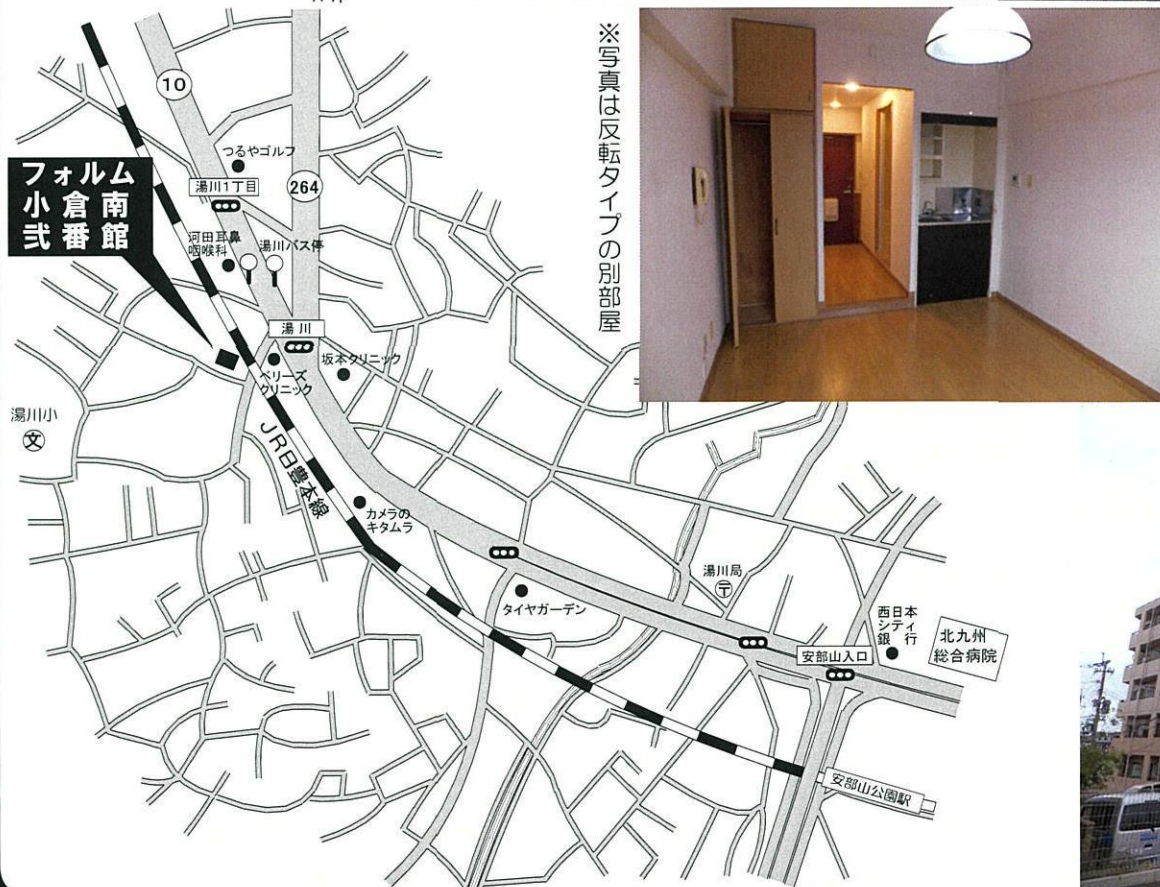 10
つるやゴルフ
湯川1丁目
264
フォルム
小倉南
弐番館
河田耳鼻
咽喉科
湯川バス停
湯川
坂本クリニック
ベリーズ
クリニック
湯川小
文
JR日豊本線
カメラの
キタムラ
タイヤガーデン
湯川局
〒
西日本
シティ
銀行
北九州
総合病院
安部山入口
安部山公園駅
※写真は反転タイプの別部屋